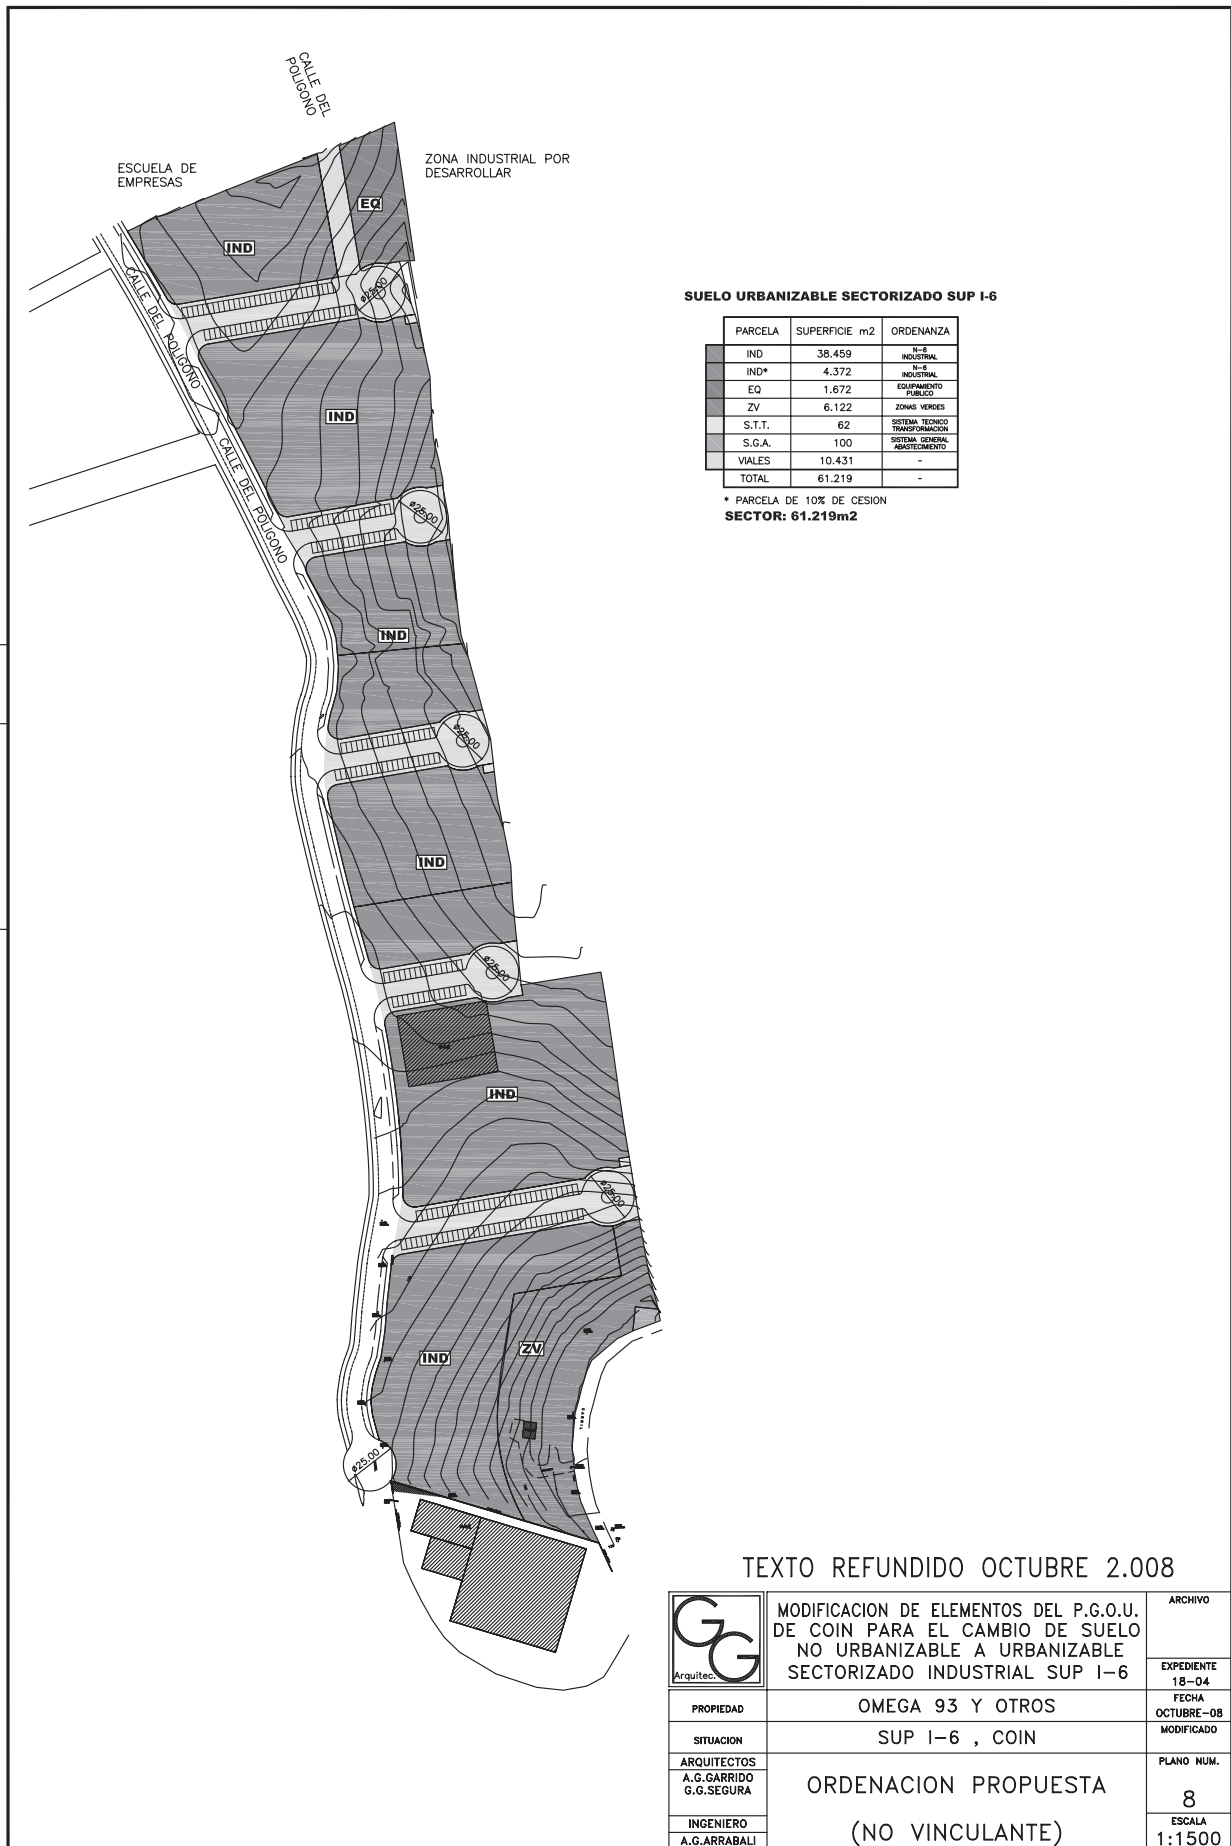 CALLE DEL
POLIGONO
ESCUELA DE
EMPRESAS
ZONA INDUSTRIAL POR
DESARROLLAR
EQ
IND
ø25.00
CALLE DEL POLIGONO
IND
CALLE DEL POLIGONO
ø25.00
IND
ø25.00
IND
ø25.00
IND
ø25.00
IND
ZV
ø25.00
SUELO URBANIZABLE SECTORIZADO SUP I-6
PARCELA SUPERFICIE m2 ORDENANZA
IND 38.459 N-6 INDUSTRIAL
IND* 4.372 N-6 INDUSTRIAL
EQ 1.672 EQUIPAMIENTO PUBLICO
ZV 6.122 ZONAS VERDES
S.T.T. 62 SISTEMA TECNICO TRANSFORMACION
S.G.A. 100 SISTEMA GENERAL ABASTECIMIENTO
VIALES 10.431 -
TOTAL 61.219 -
* PARCELA DE 10% DE CESION
SECTOR: 61.219m2
TEXTO REFUNDIDO OCTUBRE 2.008
GG
Arquitec.
MODIFICACION DE ELEMENTOS DEL P.G.O.U.
DE COIN PARA EL CAMBIO DE SUELO
NO URBANIZABLE A URBANIZABLE
SECTORIZADO INDUSTRIAL SUP I-6
ARCHIVO
EXPEDIENTE
18-04
PROPIEDAD
OMEGA 93 Y OTROS
FECHA
OCTUBRE-08
SITUACION
SUP I-6 , COIN
MODIFICADO
ARQUITECTOS
A.G.GARRIDO
G.G.SEGURA
INGENIERO
A.G.ARRABALI
ORDENACION PROPUESTA
(NO VINCULANTE)
PLANO NUM.
8
ESCALA
1:1500